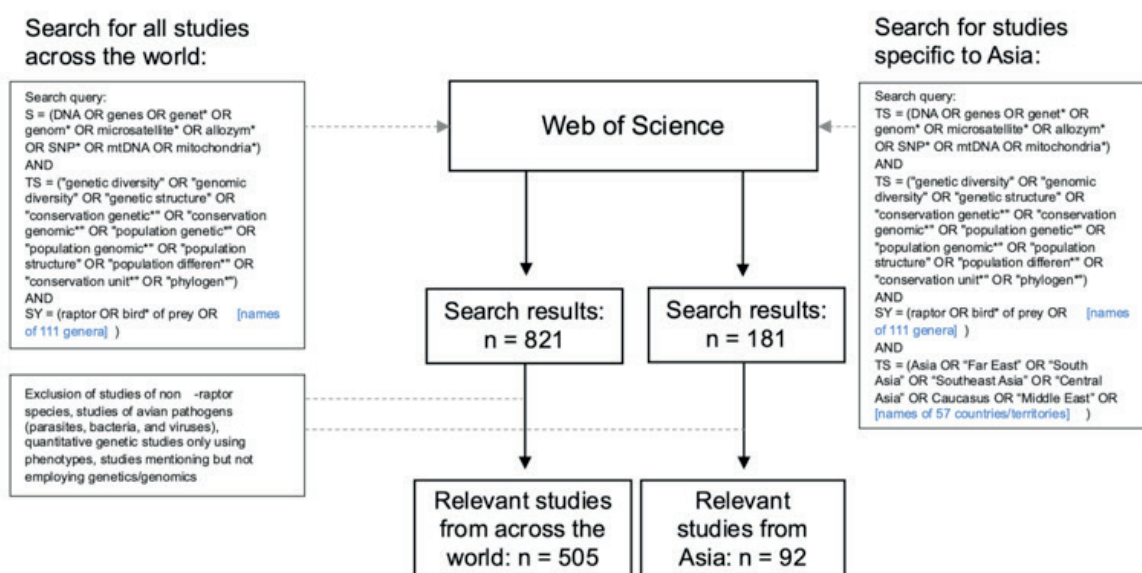 Search for all studies
across the world:
Search query:
S = (DNA OR genes OR genet* OR
genom* OR microsatellite* OR allozym*
OR SNP* OR mtDNA OR mitochondria*)
AND
TS = ("genetic diversity" OR "genomic
diversity" OR "genetic structure" OR
"conservation genetic*" OR "conservation
genomic*" OR "population genetic*" OR
"population genomic*" OR "population
structure" OR "population differen*" OR
"conservation unit*" OR "phylogen*")
AND
SY = (raptor OR bird* of prey OR [names
of 111 genera] )
Web of Science
Search for studies
specific to Asia:
Search query:
TS = (DNA OR genes OR genet* OR
genom* OR microsatellite* OR allozym*
OR SNP* OR mtDNA OR mitochondria*)
AND
TS = ("genetic diversity" OR "genomic
diversity" OR "genetic structure" OR
"conservation genetic*" OR "conservation
genomic*" OR "population genetic*" OR
"population genomic*" OR "population
structure" OR "population differen*" OR
"conservation unit*" OR "phylogen*")
AND
SY = (raptor OR bird* of prey OR [names
of 111 genera] )
AND
TS = (Asia OR "Far East" OR "South
Asia" OR "Southeast Asia" OR "Central
Asia" OR Caucasus OR "Middle East" OR
[names of 57 countries/territories] )
Search results:
n = 821
Search results:
n = 181
Exclusion of studies of non -raptor
species, studies of avian pathogens
(parasites, bacteria, and viruses),
quantitative genetic studies only using
phenotypes, studies mentioning but not
employing genetics/genomics
Relevant studies
from across the
world: n = 505
Relevant
studies from
Asia: n = 92